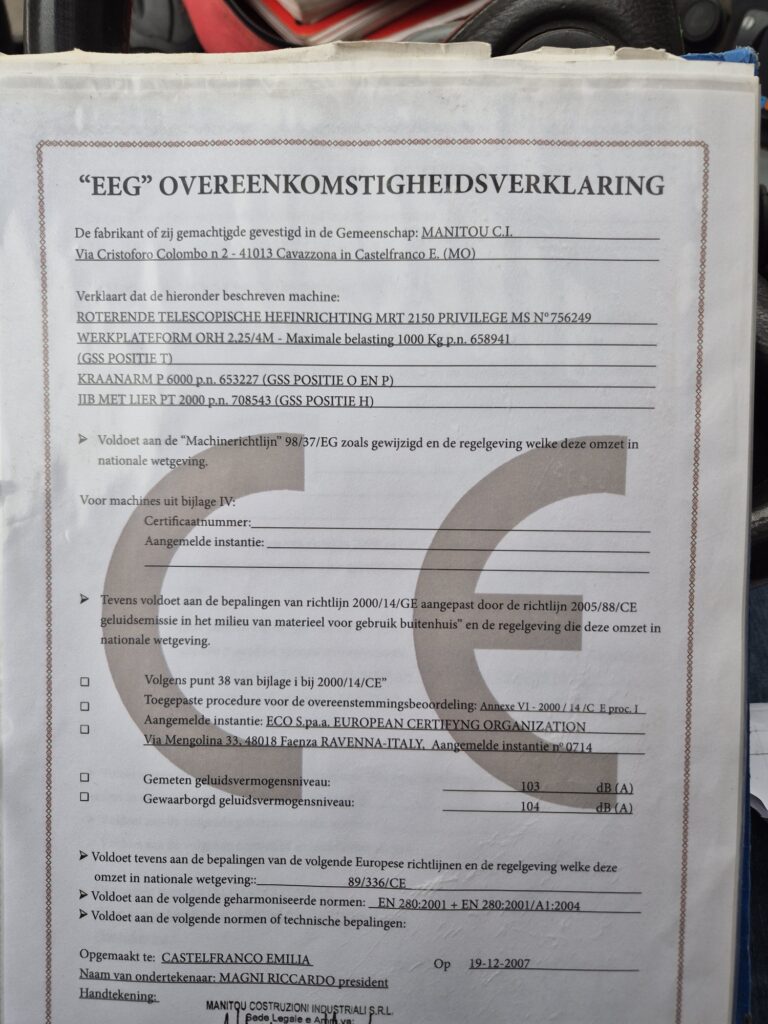 "EEG" OVEREENKOMSTIGHEIDSVERKLARING
De fabrikant of zij gemachtigde gevestigd in de Gemeenschap: MANITOU C.I.
Via Cristoforo Colombo n 2 - 41013 Cavazzona in Castelfranco E. (MO)
Verklaart dat de hieronder beschreven machine:
ROTERENDE TELESCOPISCHE HEFINRICHTING MRT 2150 PRIVILEGE MS N° 756249
WERKPLATEFORM ORH 2,25/4M - Maximale belasting 1000 Kg p.n. 658941
(GSS POSITIE T)
KRAANARM P 6000 p.n. 653227 (GSS POSITIE O EN P)
JIB MET LIER PT 2000 p.n. 708543 (GSS POSITIE H)
➢ Voldoet aan de "Machinerichtlijn" 98/37/EG zoals gewijzigd en de regelgeving welke deze omzet in
nationale wetgeving.
Voor machines uit bijlage IV:
Certificaatnummer:
Aangemelde instantie:
➢ Tevens voldoet aan de bepalingen van richtlijn 2000/14/GE aangepast door de richtlijn 2005/88/CE
geluidsemissie in het milieu van materieel voor gebruik buitenhuis" en de regelgeving die deze omzet in
nationale wetgeving.
❏ Volgens punt 38 van bijlage i bij 2000/14/CE"
❏ Toegepaste procedure voor de overeenstemmingsbeoordeling: Annexe VI - 2000 / 14 /C E proc. I
❏ Aangemelde instantie: ECO S.pa.a. EUROPEAN CERTIFYNG ORGANIZATION
Via Mengolina 33, 48018 Faenza RAVENNA-ITALY, Aangemelde instantie n° 0714
❏ Gemeten geluidsvermogensniveau: 103 dB (A)
❏ Gewaarborgd geluidsvermogensniveau: 104 dB (A)
➢ Voldoet tevens aan de bepalingen van de volgende Europese richtlijnen en de regelgeving welke deze
omzet in nationale wetgeving:: 89/336/CE
➢ Voldoet aan de volgende geharmoniseerde normen: EN 280:2001 + EN 280:2001/A1:2004
➢ Voldoet aan de volgende normen of technische bepalingen:
Opgemaakt te: CASTELFRANCO EMILIA Op 19-12-2007
Naam van ondertekenaar: MAGNI RICCARDO president
Handtekening:
MANITOU COSTRUZIONI INDUSTRIALI S.R.L.
Sede Legale e Amm.va: